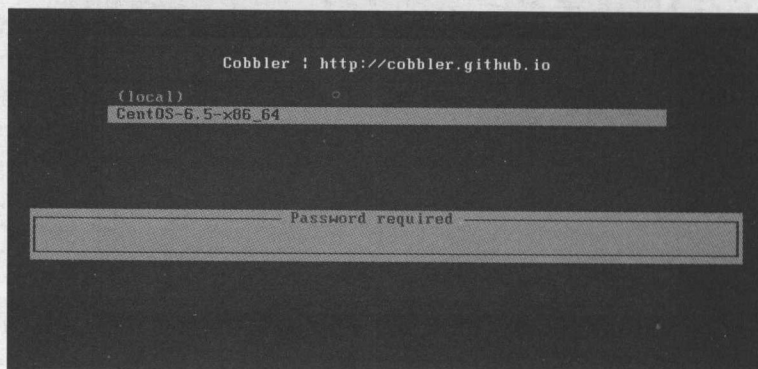 Cobbler ¦ http://cobbler.github.io
(local)
CentOS-6.5-x86_64
Password required